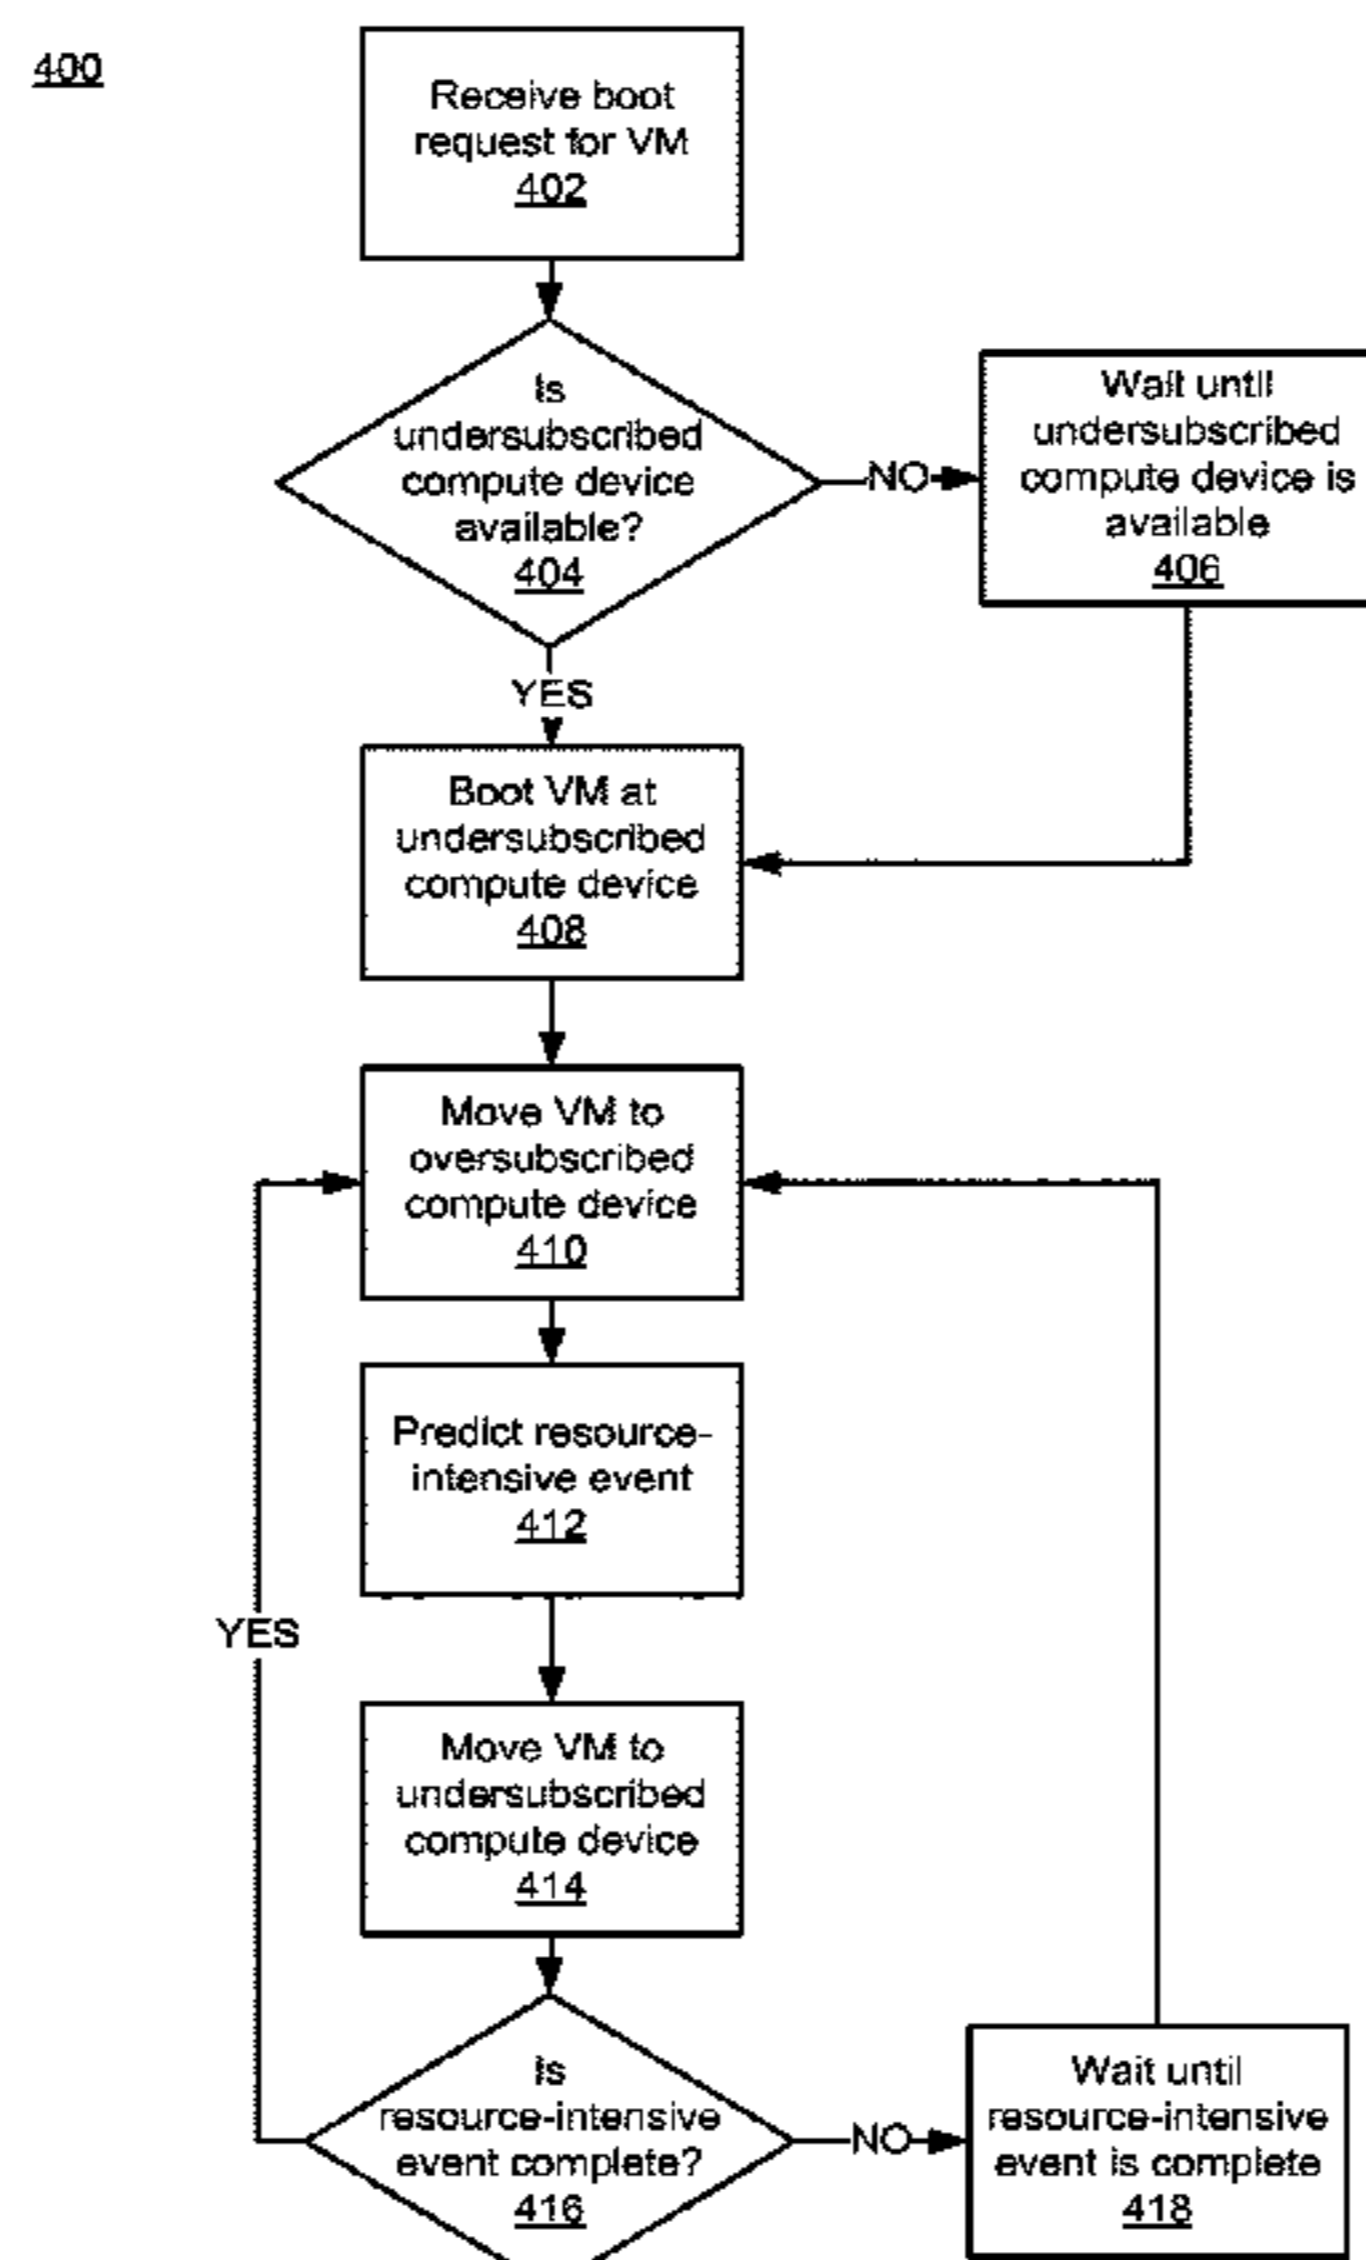 400
Receive boot
request for VM
402
Is
undersubscribed
compute device
available?
404
NO
Wait until
undersubscribed
compute device is
available
406
YES
Boot VM at
undersubscribed
compute device
408
Move VM to
oversubscribed
compute device
410
Predict resource-
intensive event
412
YES
Move VM to
undersubscribed
compute device
414
Is
resource-intensive
event complete?
416
NO
Wait until
resource-intensive
event is complete
418